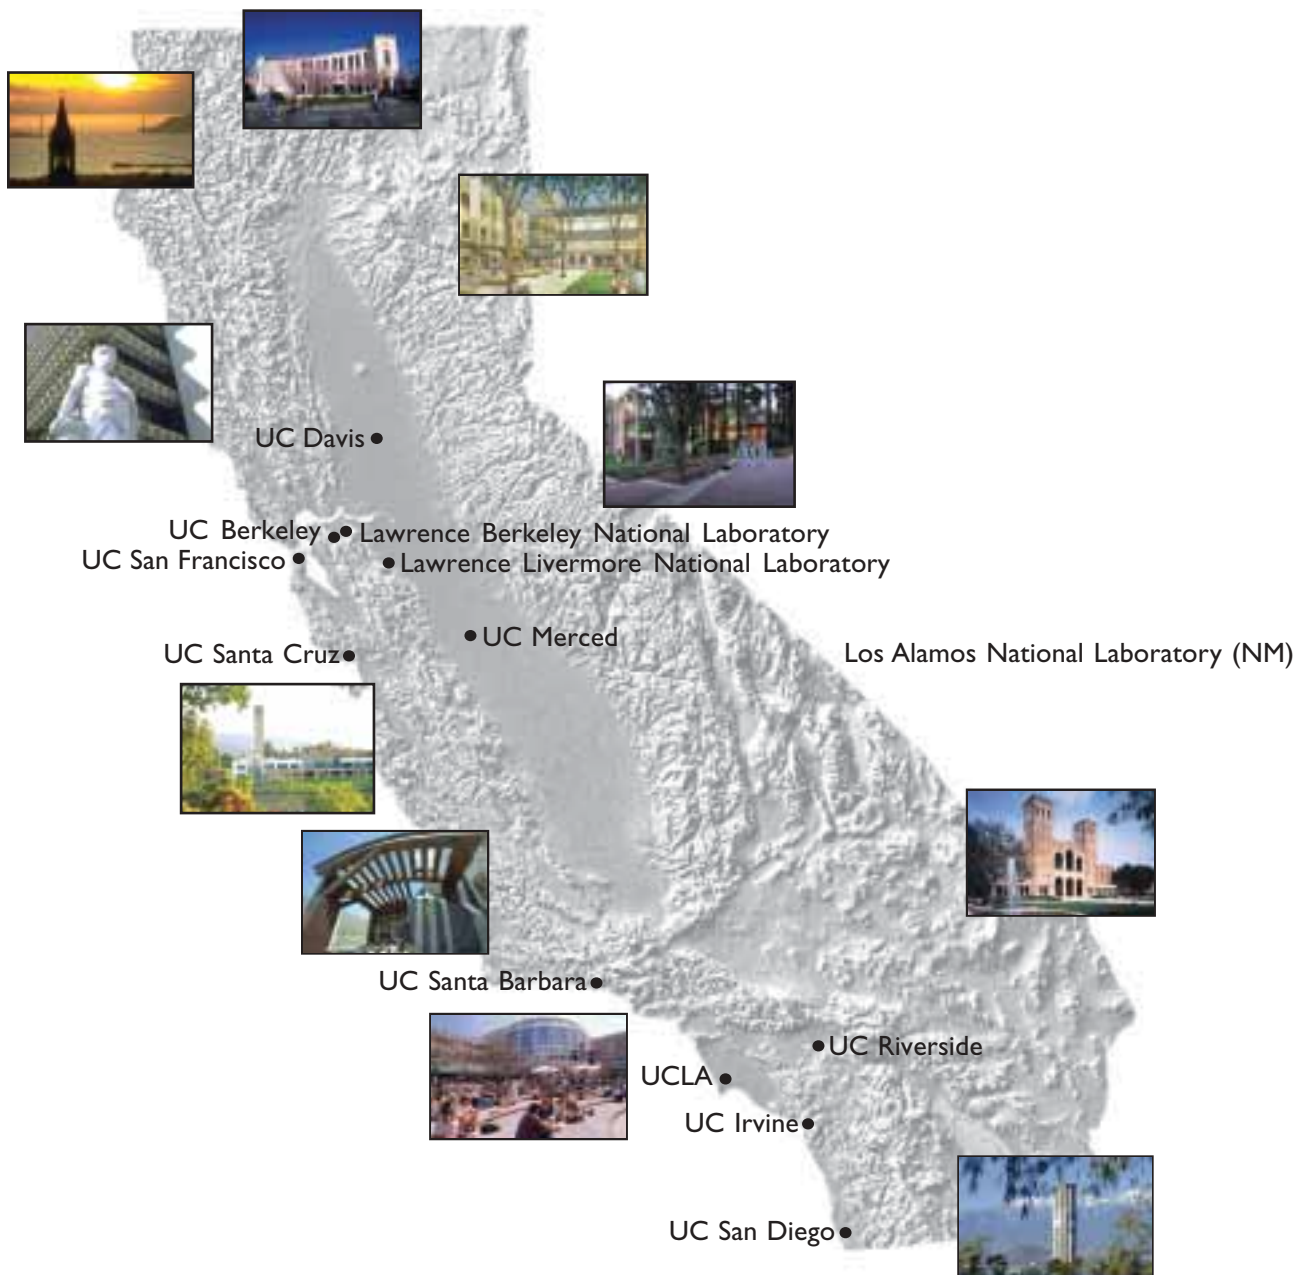 UC Davis
UC Berkeley
Lawrence Berkeley National Laboratory
UC San Francisco
Lawrence Livermore National Laboratory
UC Merced
UC Santa Cruz
Los Alamos National Laboratory (NM)
UC Santa Barbara
UC Riverside
UCLA
UC Irvine
UC San Diego